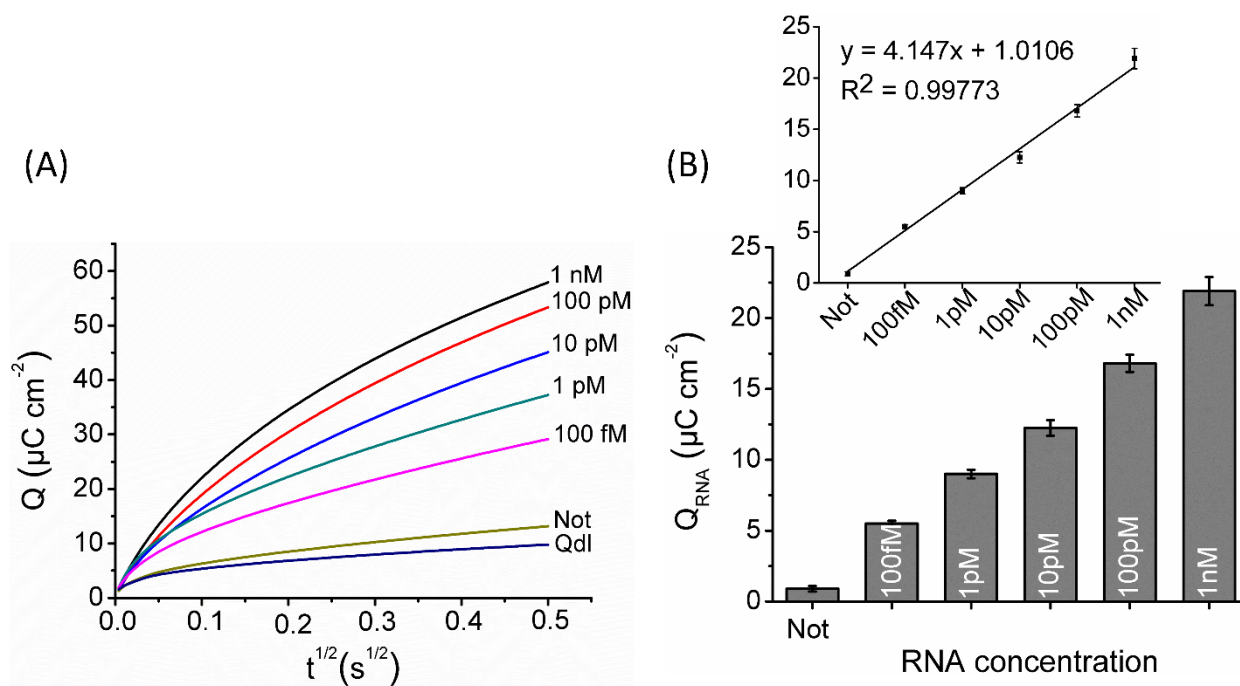 (A)
Q (µC cm-2)
60
50
40
30
20
10
0
1 nM
100 pM
10 pM
1 pM
100 fM
Not
Qdl
0.0 0.1 0.2 0.3 0.4 0.5
t1/2(s1/2)
(B)
y = 4.147x + 1.0106
R2 = 0.99773
25
20
15
10
5
0
Not 100fM 1pM 10pM 100pM 1nM
QRNA (µC cm-2)
25
20
15
10
5
0
100fM 1pM 10pM 100pM 1nM
Not
RNA concentration